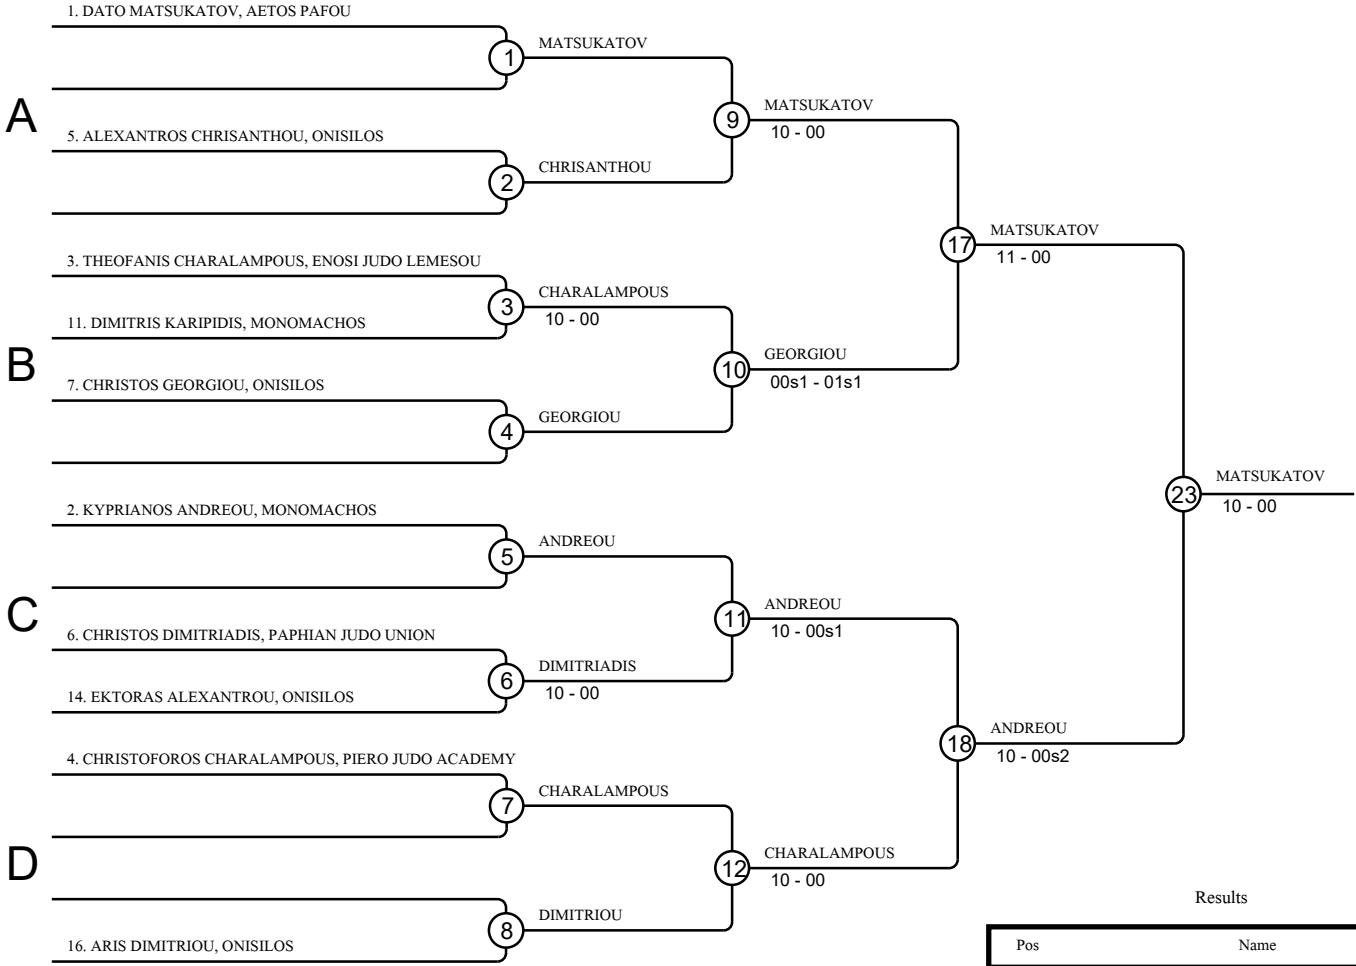 1. DATO MATSUKATOV, AETOS PAFOU
1
MATSUKATOV
A
9
MATSUKATOV
10 - 00
5. ALEXANTROS CHRISANTHOU, ONISILOS
2
CHRISANTHOU
17
MATSUKATOV
11 - 00
3. THEOFANIS CHARALAMPOUS, ENOSI JUDO LEMESOU
3
CHARALAMPOUS
10 - 00
11. DIMITRIS KARIPIDIS, MONOMACHOS
B
10
GEORGIOU
00s1 - 01s1
7. CHRISTOS GEORGIOU, ONISILOS
4
GEORGIOU
23
MATSUKATOV
10 - 00
2. KYPRIANOS ANDREOU, MONOMACHOS
5
ANDREOU
C
11
ANDREOU
10 - 00s1
6. CHRISTOS DIMITRIADIS, PAPHIAN JUDO UNION
6
DIMITRIADIS
10 - 00
14. EKTORAS ALEXANTROU, ONISILOS
18
ANDREOU
10 - 00s2
4. CHRISTOFOROS CHARALAMPOUS, PIERO JUDO ACADEMY
7
CHARALAMPOUS
D
12
CHARALAMPOUS
10 - 00
8
DIMITRIOU
16. ARIS DIMITRIOU, ONISILOS
Results
Pos Name